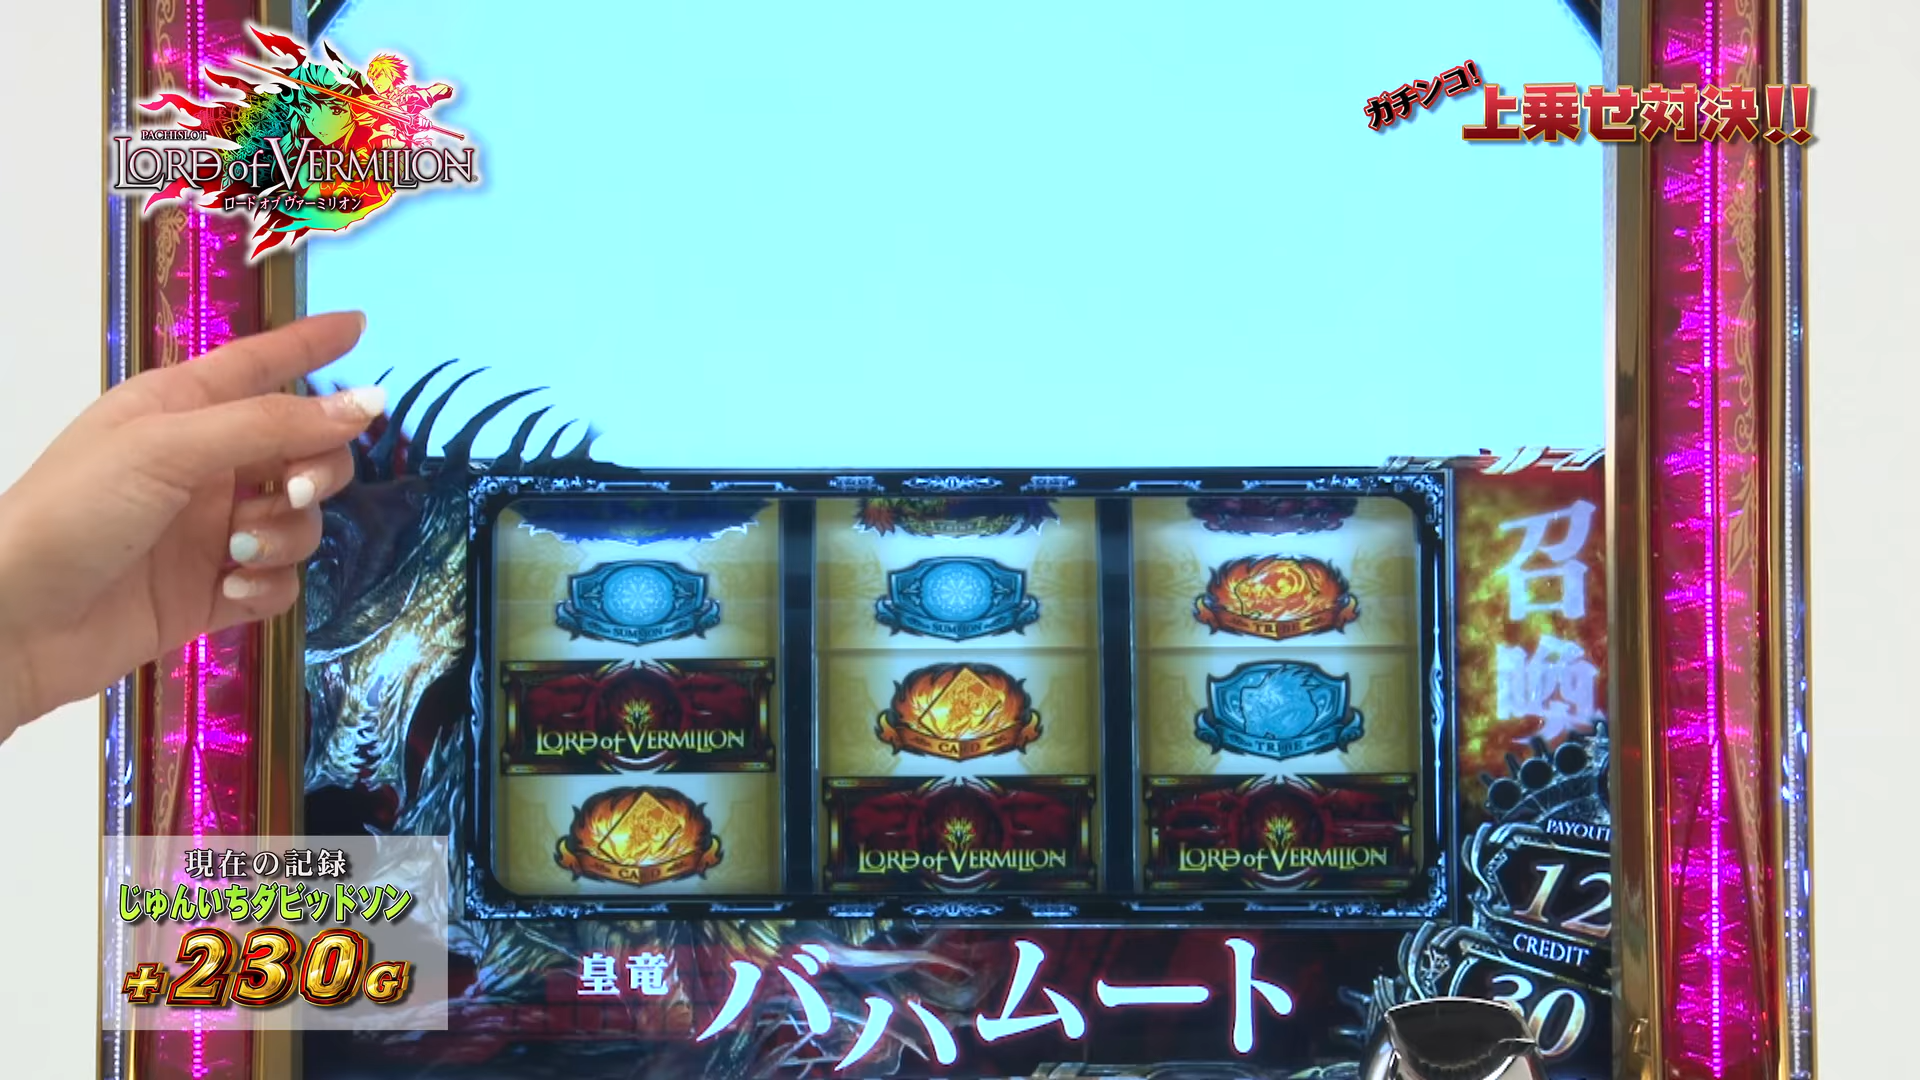 PACHISLOT
LORD of VERMILION
ロード オブ ヴァーミリオン
ガチンコ!
上乗せ対決!!
SUMMON
SUMMON
TRIBE
LORD of VERMILION
CARD
TRIBE
CARD
LORD of VERMILION
LORD of VERMILION
召喚
PAYOUT
12
CREDIT
30
皇竜
バハムート
現在の記録
じゅんいちダビッドソン
+230G